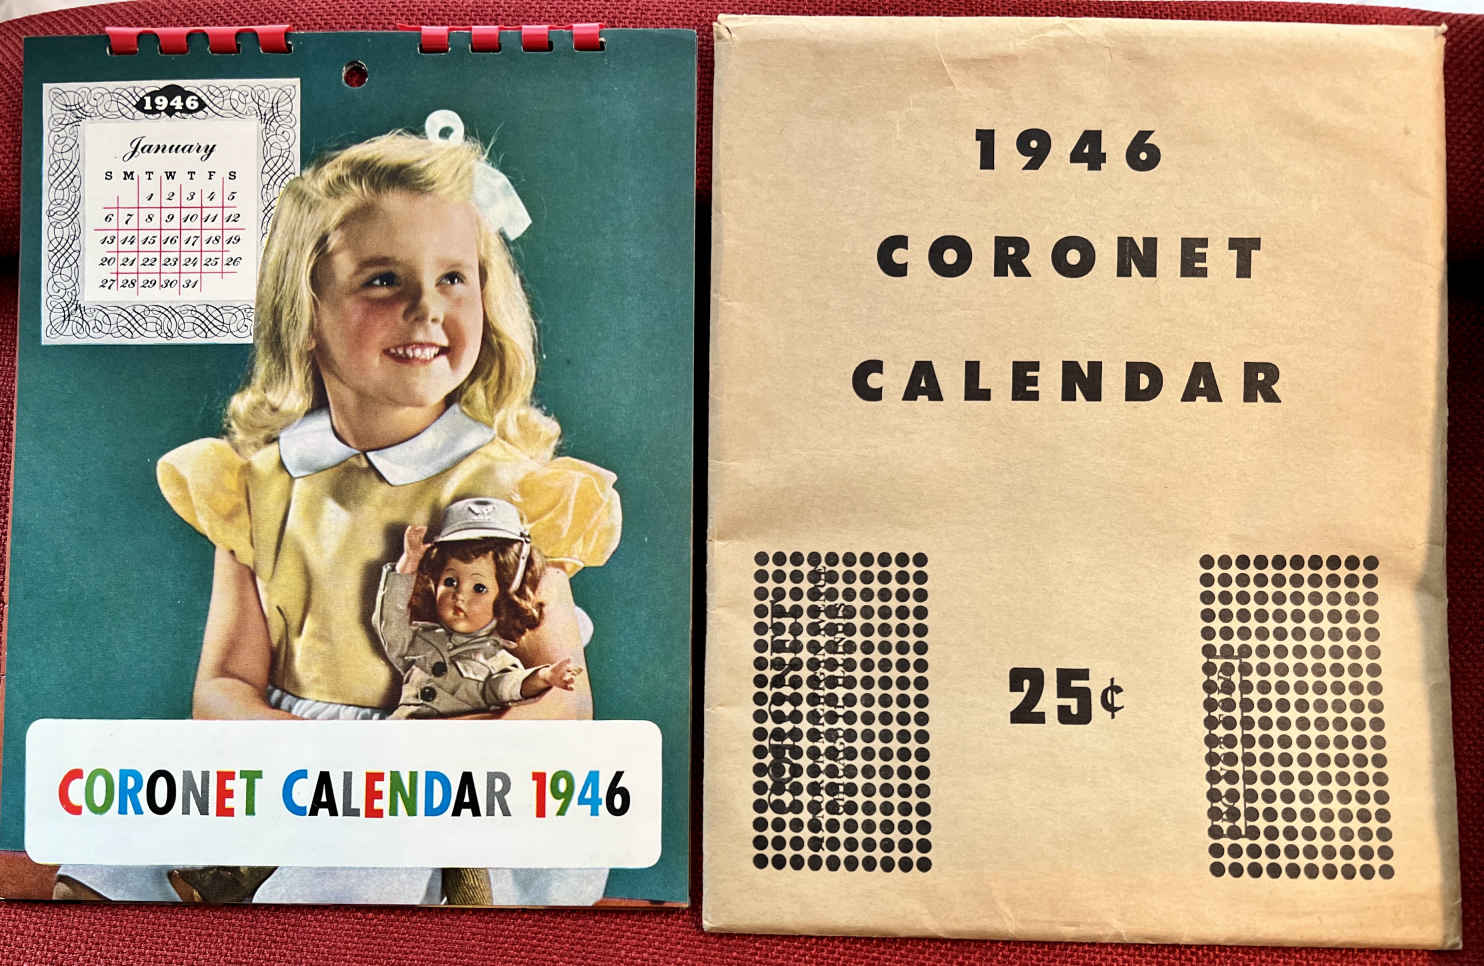 1946
January
S M T W T F S
1 2 3 4 5
6 7 8 9 10 11 12
13 14 15 16 17 18 19
20 21 22 23 24 25 26
27 28 29 30 31
CORONET CALENDAR 1946
1946
CORONET
CALENDAR
25¢
CORONET